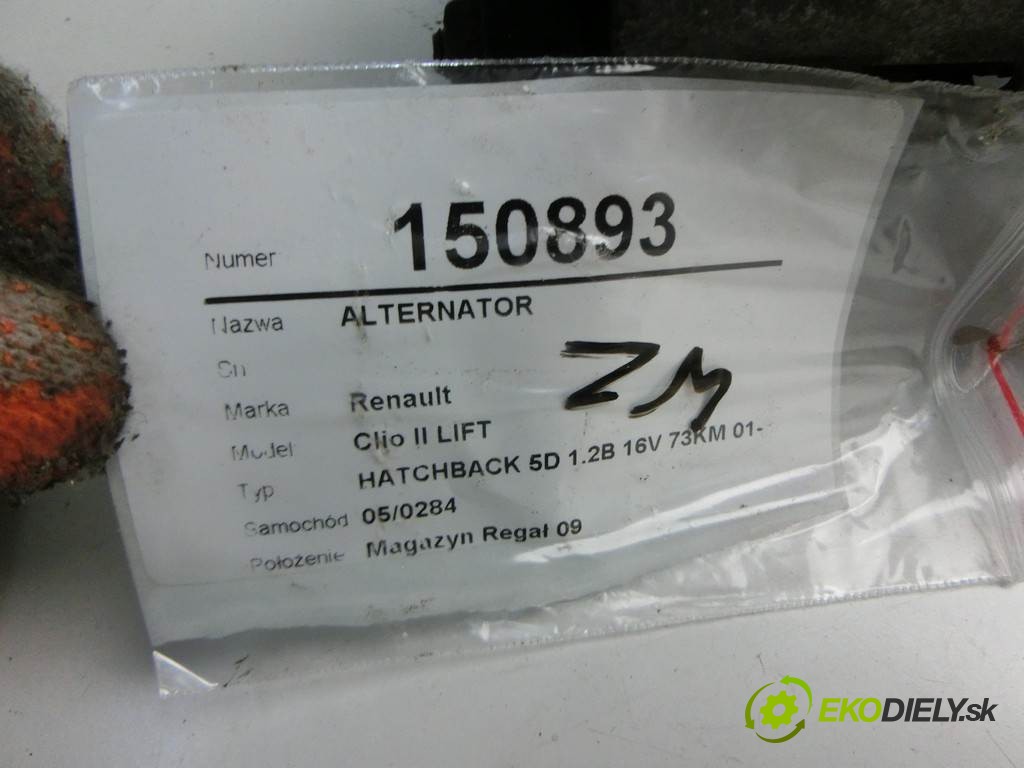 Numer 150893
Nazwa ALTERNATOR
Sn
Marka Renault
Model Clio II LIFT
Typ HATCHBACK 5D 1.2B 16V 73KM 01-
Samochód 05/0284
Położenie Magazyn Regał 09
ZM
EKODIELY.sk